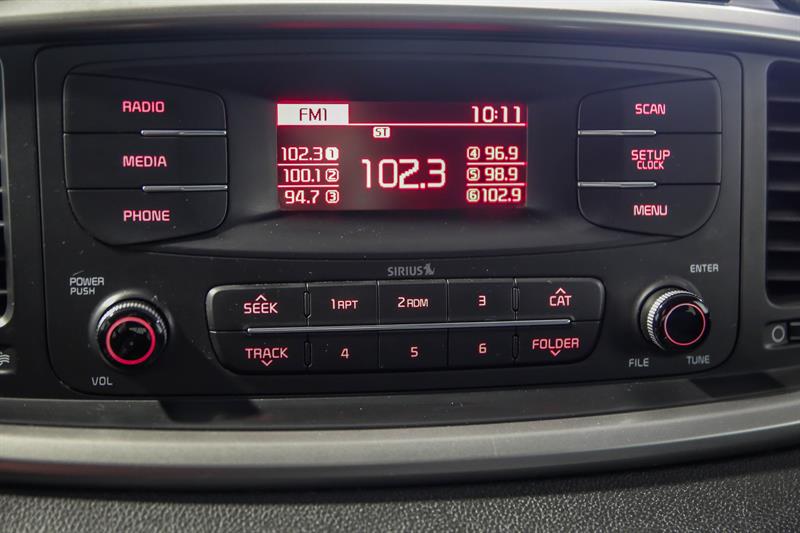 RADIO
MEDIA
PHONE
FM1 10:11
ST
102.3 1
100.1 2
94.7 3
102.3
4 96.9
5 98.9
6 102.9
SCAN
SETUP
CLOCK
MENU
SIRIUS
POWER
PUSH
VOL
SEEK 1 RPT 2 RDM 3 CAT
TRACK 4 5 6 FOLDER
ENTER
FILE TUNE